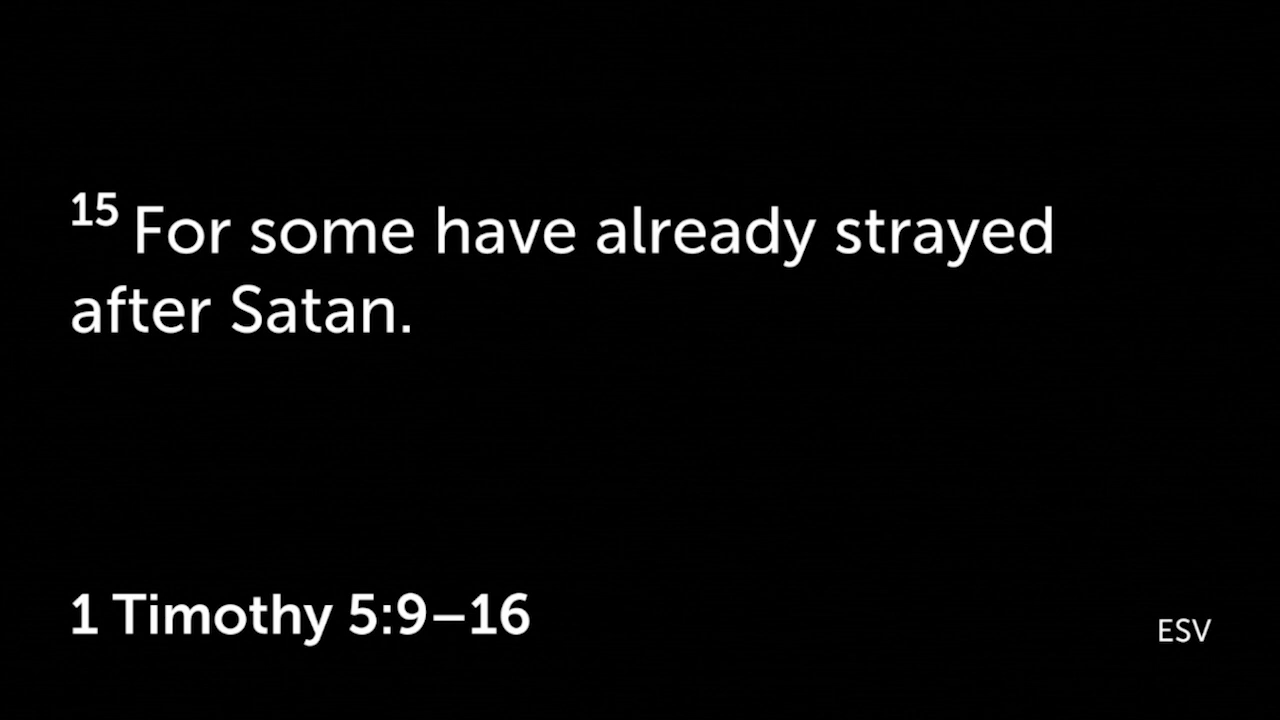 15 For some have already strayed
after Satan.
1 Timothy 5:9–16
ESV